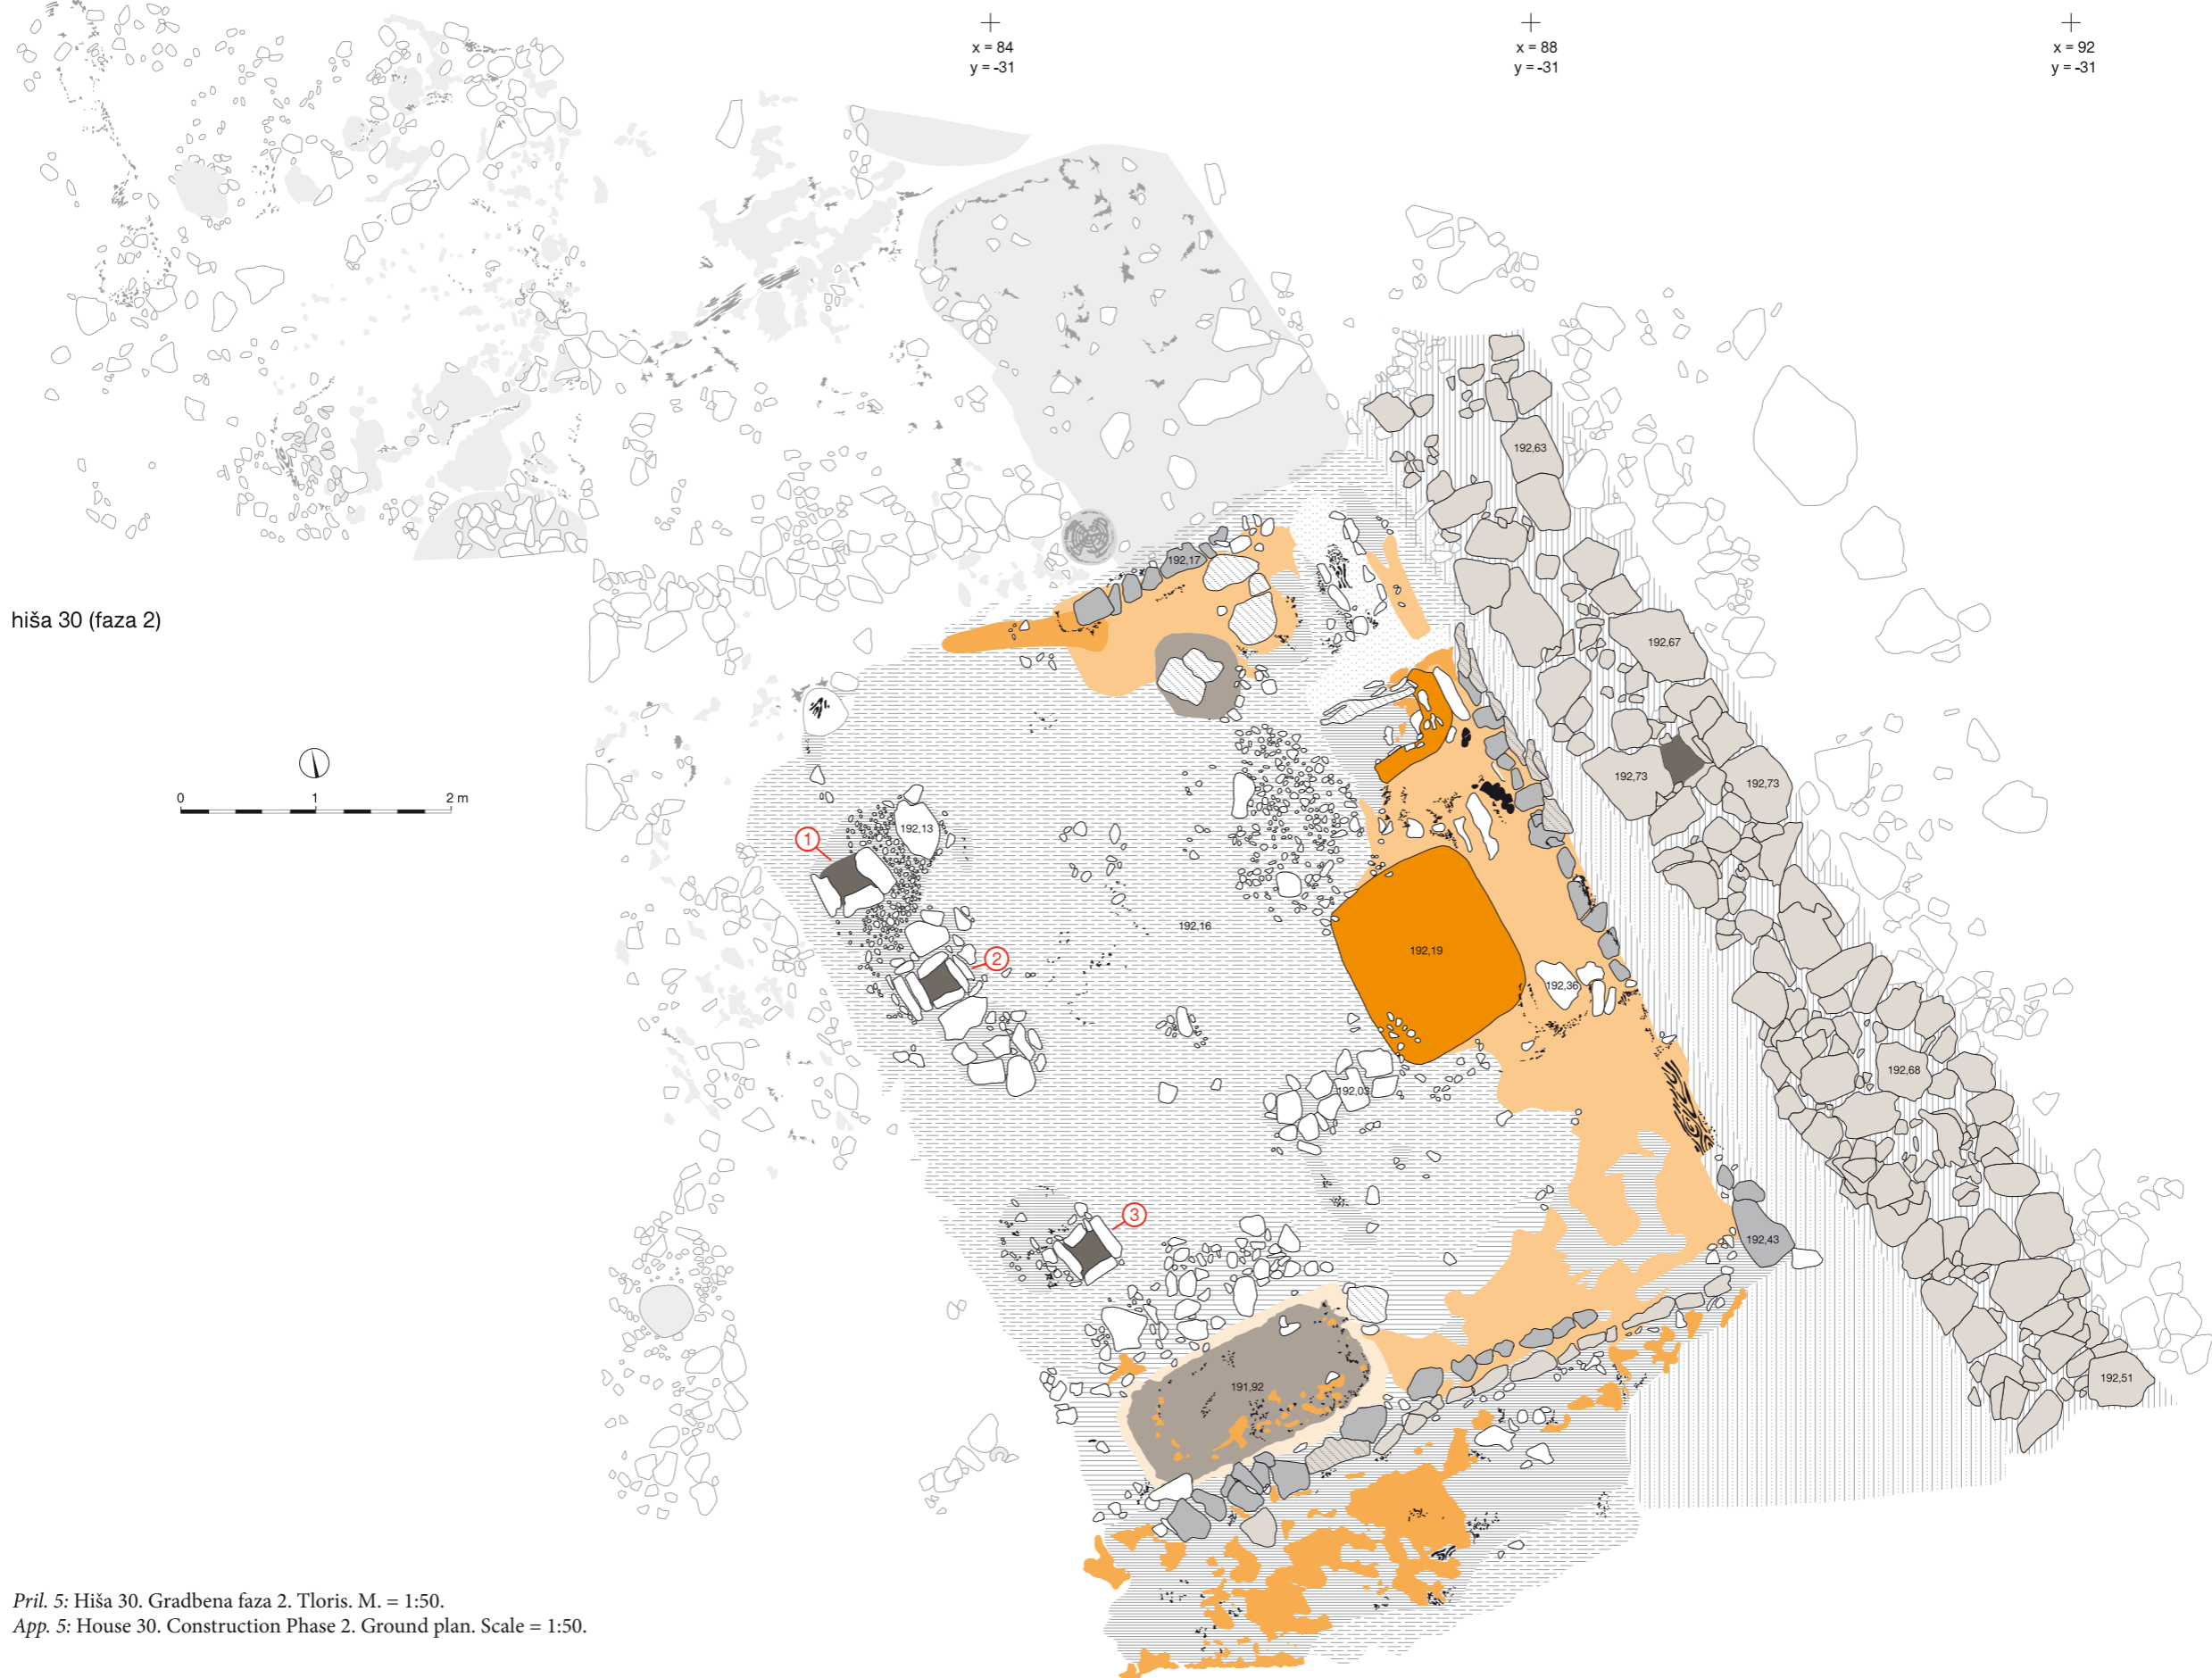 x = 84
y = -31
x = 88
y = -31
x = 92
y = -31
192,63
192,17
hiša 30 (faza 2)
192,67
192,73
192,73
0 1 2 m
192,13
1
192,16
2
192,19
192,36
192,03
192,68
3
192,43
191,92
192,51
Pril. 5: Hiša 30. Gradbena faza 2. Tloris. M. = 1:50.
App. 5: House 30. Construction Phase 2. Ground plan. Scale = 1:50.